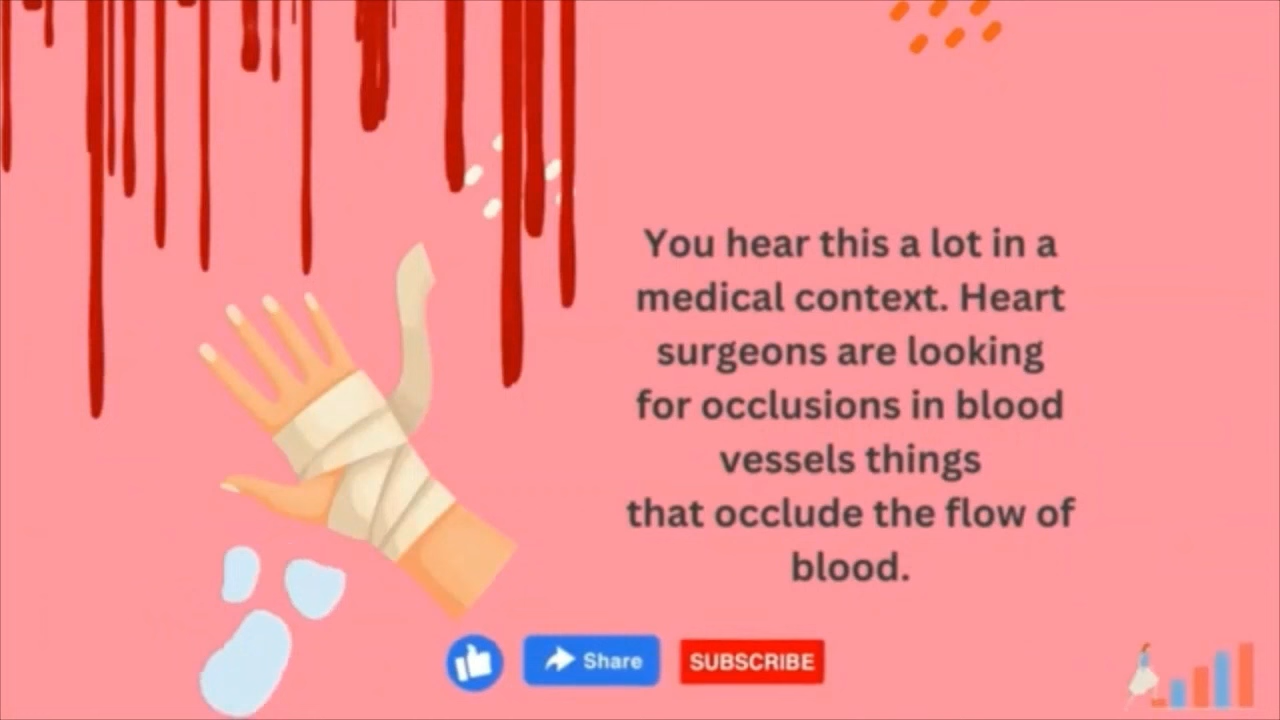 You hear this a lot in a
medical context. Heart
surgeons are looking
for occlusions in blood
vessels things
that occlude the flow of
blood.
Share
SUBSCRIBE